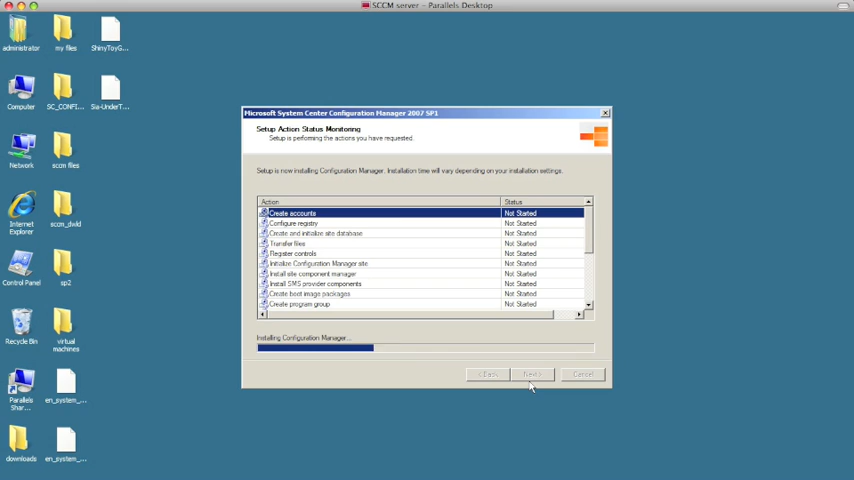 SCCM server – Parallels Desktop
administrator
my files
ShinyToyG...
Computer
SC_CONFI...
Sia-UnderT...
Network
sccm files
Internet
Explorer
sccm_dwld
Control Panel
sp2
Recycle Bin
virtual
machines
Parallels
Shar...
en_system_...
downloads
en_system_...
Microsoft System Center Configuration Manager 2007 SP1
Setup Action Status Monitoring
Setup is performing the actions you have requested.
Setup is now installing Configuration Manager. Installation time will vary depending on your installation settings.
Action Status
Create accounts Not Started
Configure registry Not Started
Create and initialize site database Not Started
Transfer files Not Started
Register controls Not Started
Initialize Configuration Manager site Not Started
Install site component manager Not Started
Install SMS provider components Not Started
Create boot image packages Not Started
Create program group Not Started
Installing Configuration Manager...
< Back Next > Cancel